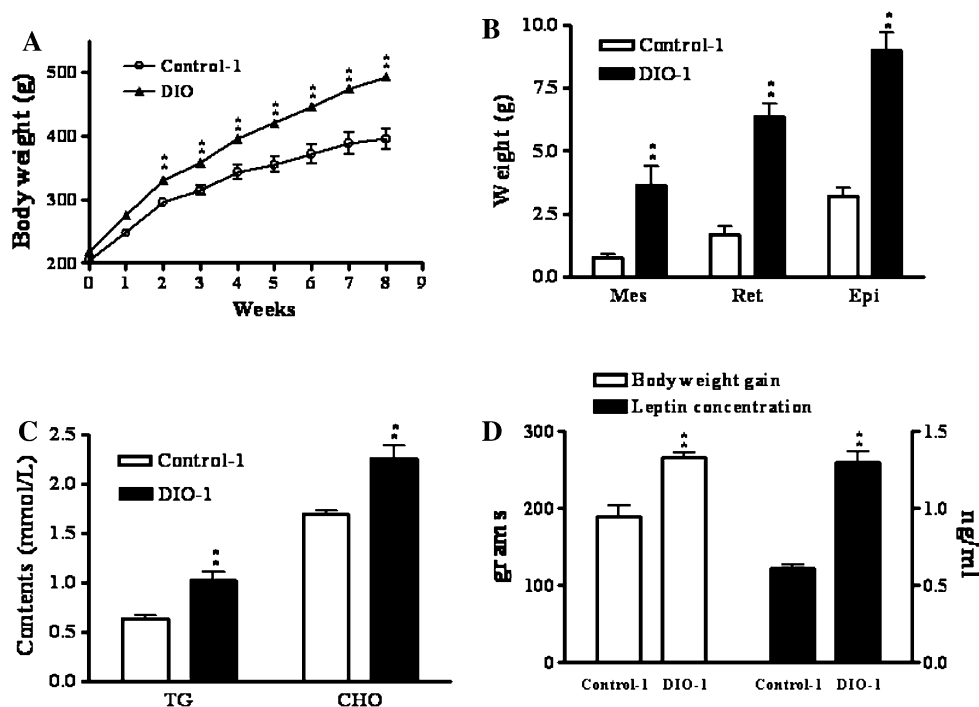 A
Bodyweight (g)
500
400
300
200
Control-1
DIO
** ** ** ** ** ** **
0 1 2 3 4 5 6 7 8 9
Weeks
B
Weight (g)
10.0
7.5
5.0
2.5
0.0
Control-1
DIO-1
** ** **
Mes Ret Epi
C
Contents (mmol/L)
2.5
2.0
1.5
1.0
0.5
0.0
Control-1
DIO-1
** **
TG CHO
Bodyweight gain
Leptin concentration
D
grams
300
200
100
0
** **
1.5
1.0
0.5
0.0
ng/ml
Control-1 DIO-1 Control-1 DIO-1